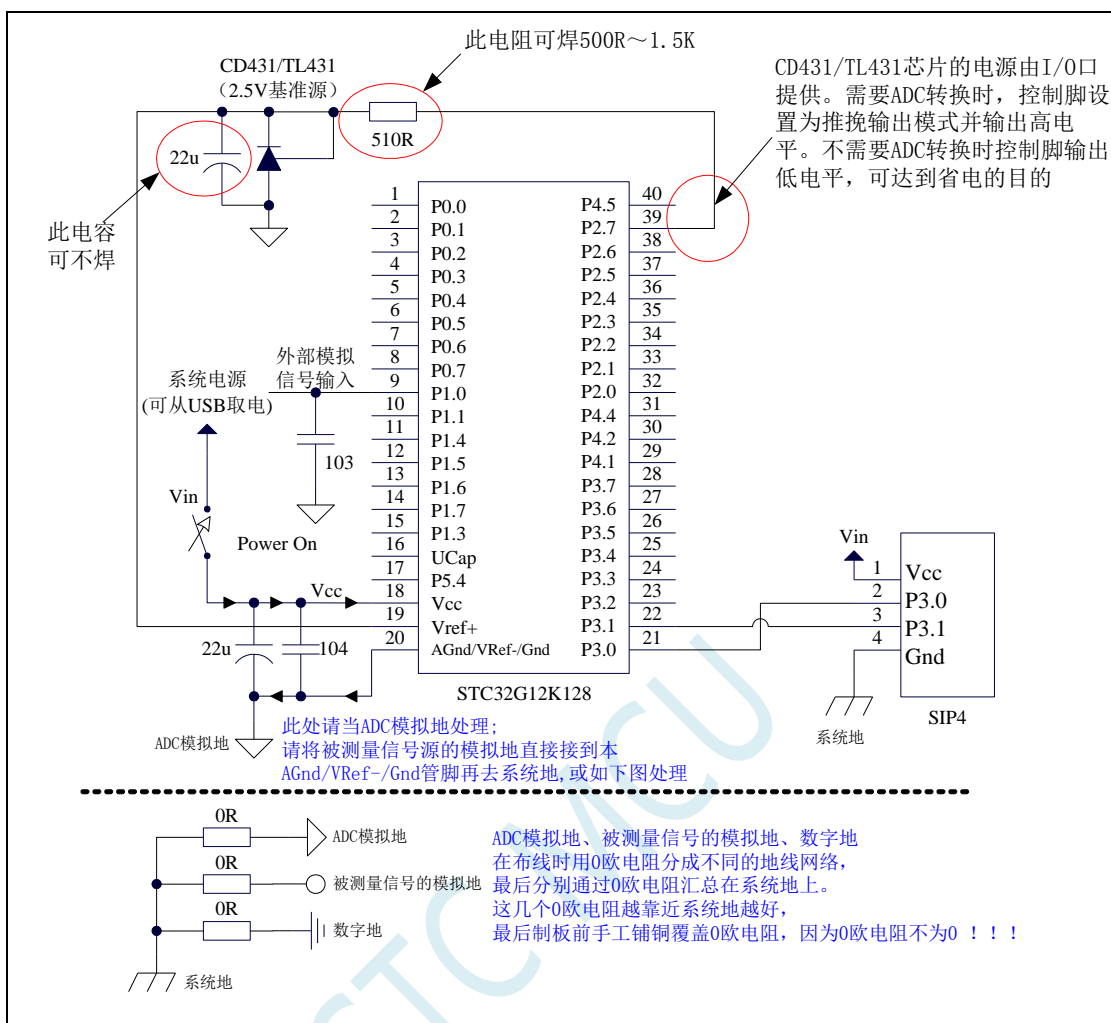 此电阻可焊500R～1.5K
CD431/TL431
（2.5V基准源）
510R
22u
此电容
可不焊
CD431/TL431芯片的电源由I/O口
提供。需要ADC转换时，控制脚设
置为推挽输出模式并输出高电
平。不需要ADC转换时控制脚输出
低电平，可达到省电的目的
1 P0.0
2 P0.1
3 P0.2
4 P0.3
5 P0.4
6 P0.5
7 P0.6
8 P0.7
9 P1.0
10 P1.1
11 P1.4
12 P1.5
13 P1.6
14 P1.7
15 P1.3
16 UCap
17 P5.4
18 Vcc
19 Vref+
20 AGnd/VRef-/Gnd
P4.5 40
P2.7 39
P2.6 38
P2.5 37
P2.4 36
P2.3 35
P2.2 34
P2.1 33
P2.0 32
P4.4 31
P4.2 30
P4.1 29
P3.7 28
P3.6 27
P3.5 26
P3.4 25
P3.3 24
P3.2 23
P3.1 22
P3.0 21
STC32G12K128
外部模拟
信号输入
103
系统电源
(可从USB取电)
Vin
Power On
Vcc
22u
104
ADC模拟地
Vin
1 Vcc
2 P3.0
3 P3.1
4 Gnd
SIP4
系统地
此处请当ADC模拟地处理;
请将被测量信号源的模拟地直接接到本
AGnd/VRef-/Gnd管脚再去系统地,或如下图处理
0R
ADC模拟地
0R
被测量信号的模拟地
0R
数字地
系统地
ADC模拟地、被测量信号的模拟地、数字地
在布线时用0欧电阻分成不同的地线网络，
最后分别通过0欧电阻汇总在系统地上。
这几个0欧电阻越靠近系统地越好，
最后制板前手工铺铜覆盖0欧电阻，因为0欧电阻不为0 ！！！
STC MCU